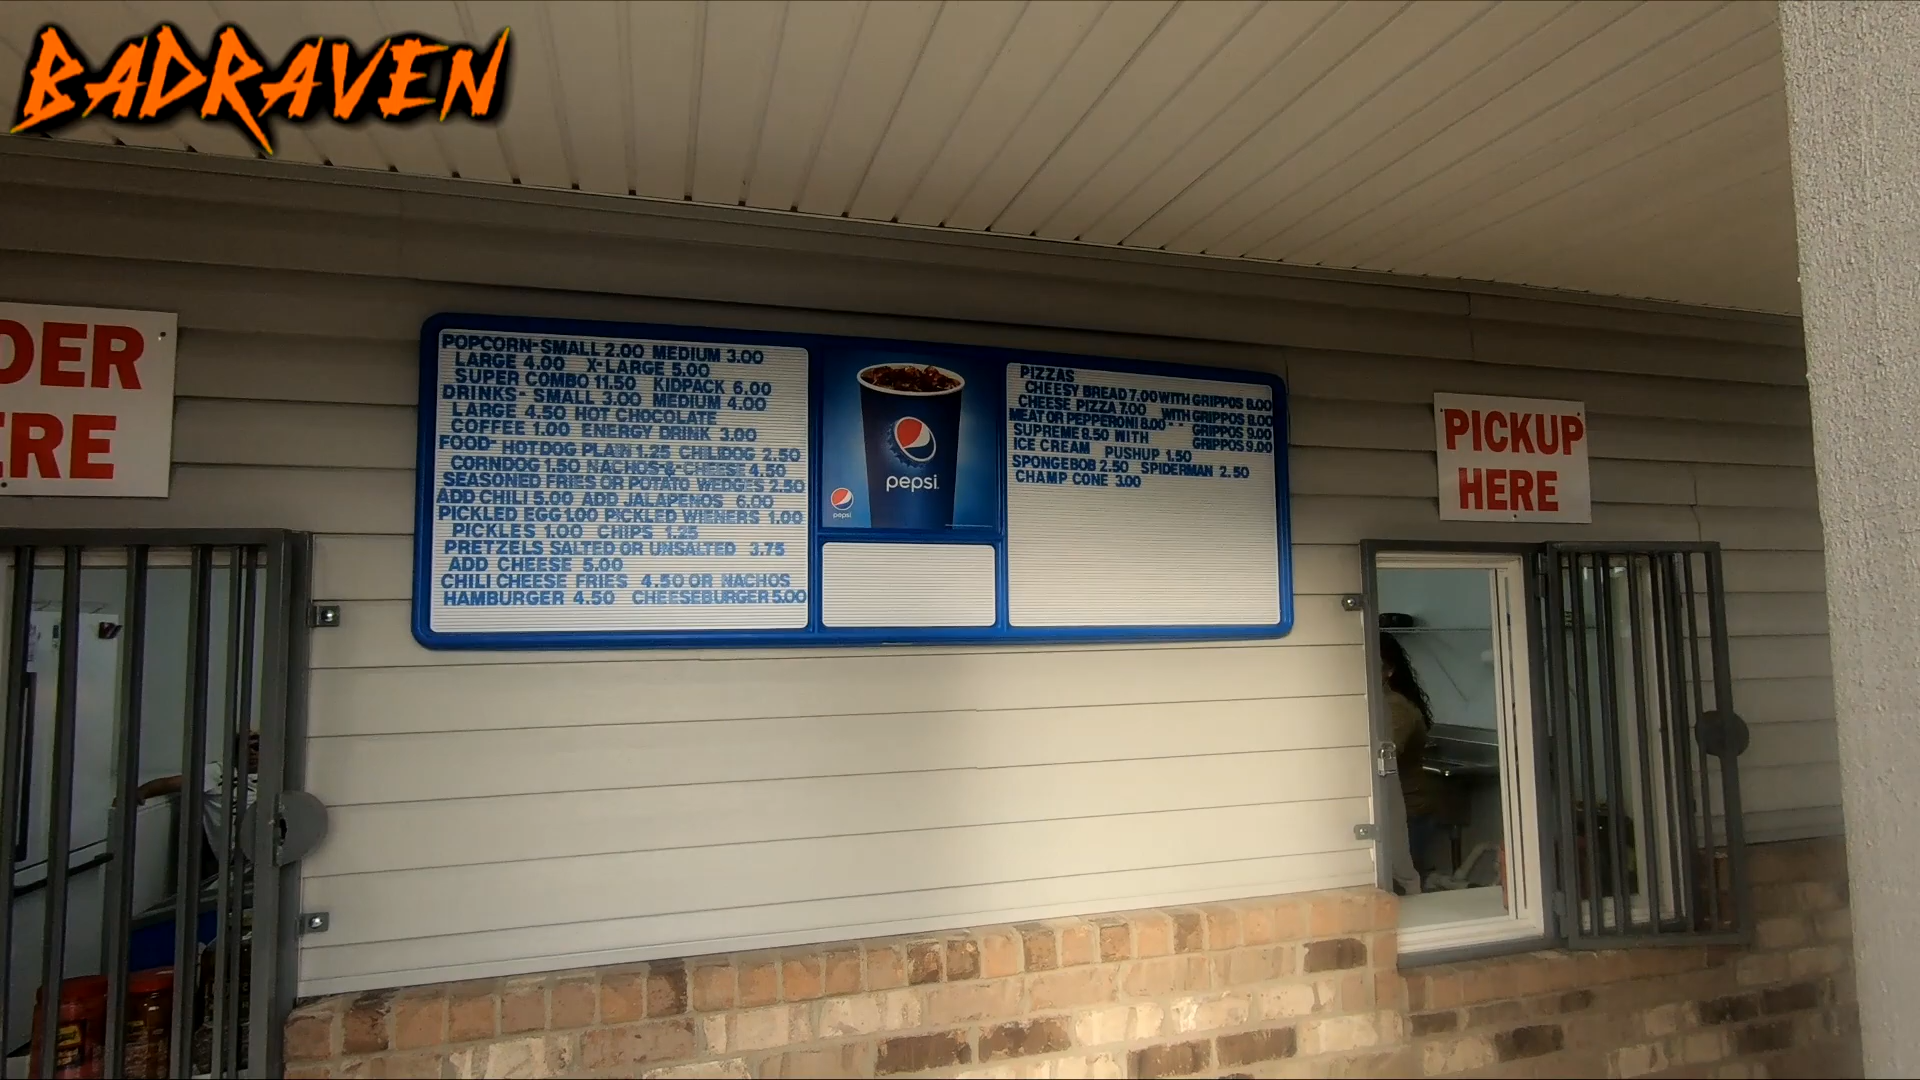 BADRAVEN
DER
ERE
POPCORN-SMALL 2.00 MEDIUM 3.00
LARGE 4.00 X-LARGE 5.00
SUPER COMBO 11.50 KIDPACK 6.00
DRINKS- SMALL 3.00 MEDIUM 4.00
LARGE 4.50 HOT CHOCOLATE
COFFEE 1.00 ENERGY DRINK 3.00
FOOD- HOTDOG PLAIN 1.25 CHILIDOG 2.50
CORNDOG 1.50 NACHOS-&-CHEESE 4.50
SEASONED FRIES OR POTATO WEDGES 2.50
ADD CHILI 5.00 ADD JALAPENOS 6.00
PICKLED EGG 1.00 PICKLED WIENERS 1.00
PICKLES 1.00 CHIPS 1.25
PRETZELS SALTED OR UNSALTED 3.75
ADD CHEESE 5.00
CHILI CHEESE FRIES 4.50 OR NACHOS
HAMBURGER 4.50 CHEESEBURGER 5.00
pepsi
pepsi
PIZZAS
CHEESY BREAD 7.00 WITH GRIPPOS 8.00
CHEESE PIZZA 7.00 WITH GRIPPOS 8.00
MEAT OR PEPPERONI 8.00 " " GRIPPOS 9.00
SUPREME 8.50 WITH GRIPPOS 9.00
ICE CREAM PUSHUP 1.50
SPONGEBOB 2.50 SPIDERMAN 2.50
CHAMP CONE 3.00
PICKUP
HERE